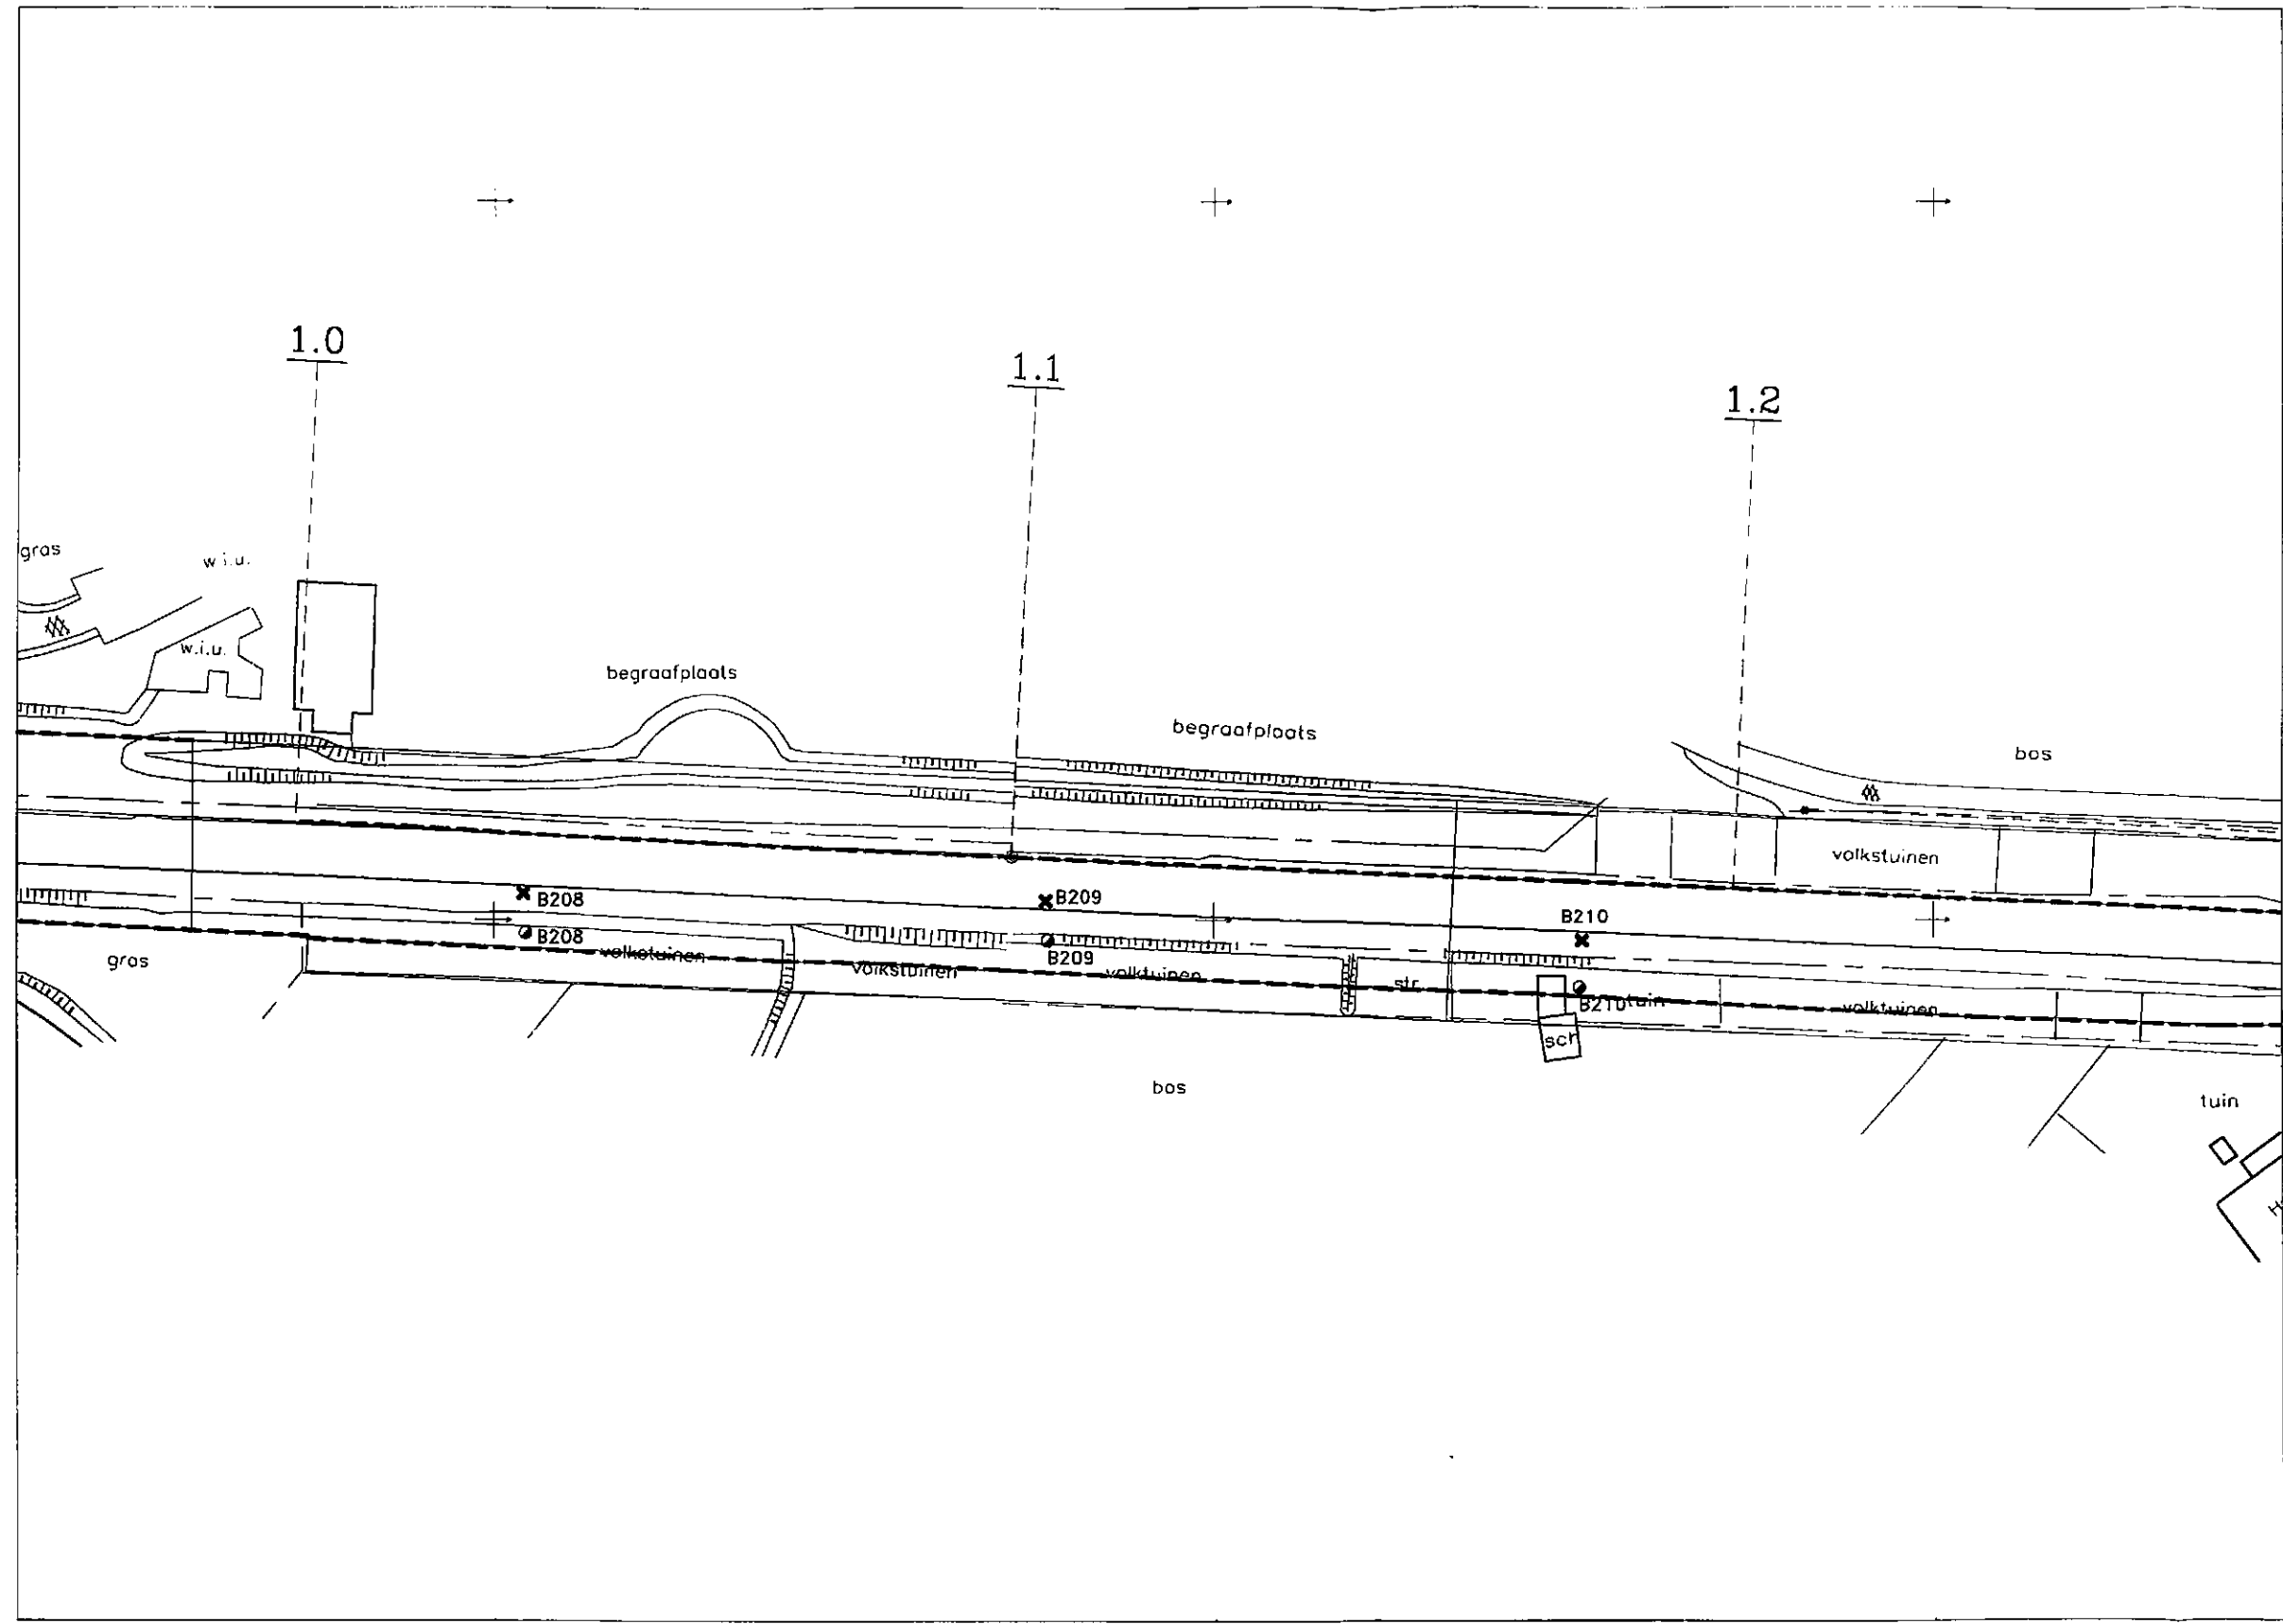 1.0
1.1
1.2
gras
w.i.u.
w.i.u.
begraafplaats
begraafplaats
bos
volkstuinen
B208
B209
B210
B208
volkstuinen
B209
volkstuinen
volktuinen
str.
B210
tuin
volktuinen
gras
sch
bos
tuin
H